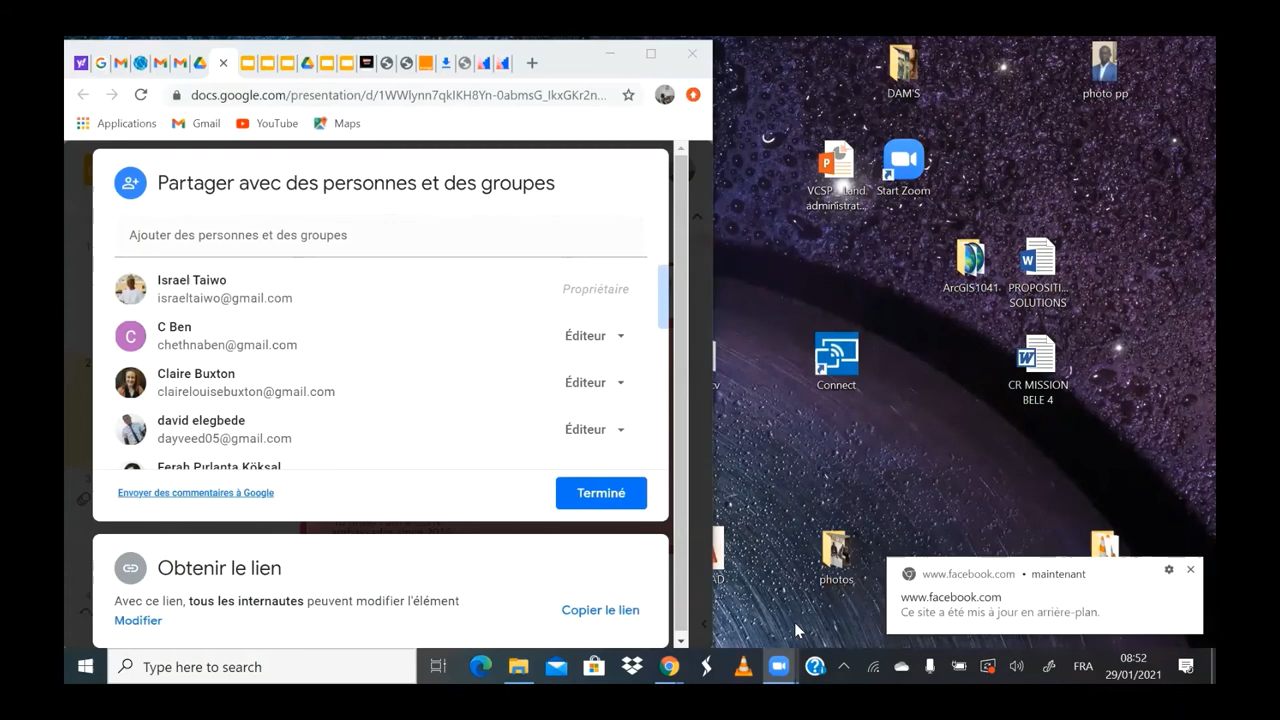 docs.google.com/presentation/d/1WWlynn7qkIKH8Yn-0abmsG_IkxGKr2n...
Applications
Gmail
YouTube
Maps
Partager avec des personnes et des groupes
Ajouter des personnes et des groupes
Israel Taiwo
israeltaiwo@gmail.com
Propriétaire
C Ben
chethnaben@gmail.com
Éditeur
Claire Buxton
clairelouisebuxton@gmail.com
Éditeur
david elegbede
dayveed05@gmail.com
Éditeur
Ferah Pırlanta Köksal
Envoyer des commentaires à Google
Terminé
Obtenir le lien
Avec ce lien, tous les internautes peuvent modifier l'élément
Modifier
Copier le lien
DAM'S
photo pp
VCSP _ Land
administrat...
Start Zoom
ArcGIS1041
PROPOSITI...
SOLUTIONS
Connect
CR MISSION
BELE 4
photos
www.facebook.com • maintenant
www.facebook.com
Ce site a été mis à jour en arrière-plan.
Type here to search
FRA
08:52
29/01/2021